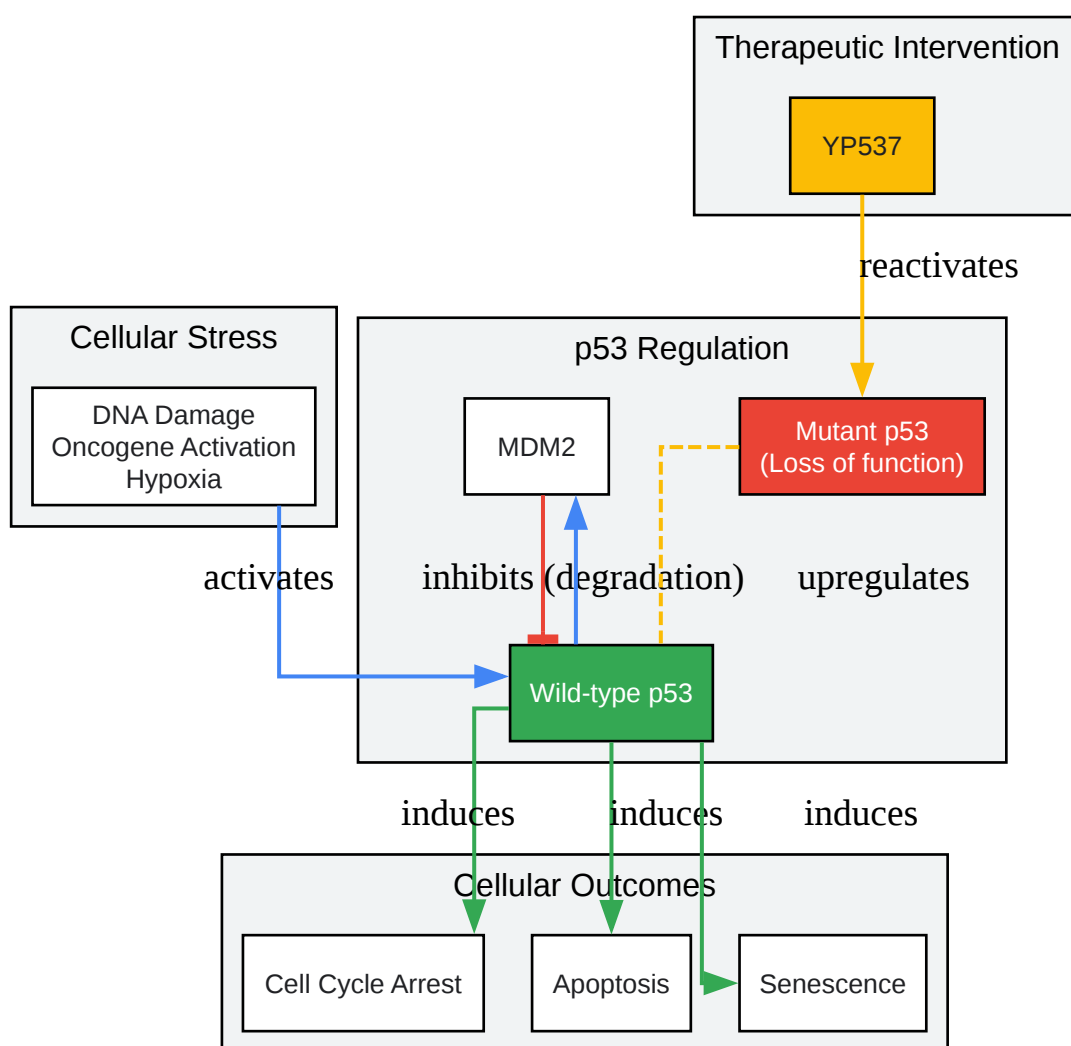 Therapeutic Intervention
YP537
reactivates
Cellular Stress
DNA Damage
Oncogene Activation
Hypoxia
p53 Regulation
MDM2
Mutant p53
(Loss of function)
activates
inhibits (degradation)
upregulates
Wild-type p53
induces
induces
induces
Cellular Outcomes
Cell Cycle Arrest
Apoptosis
Senescence